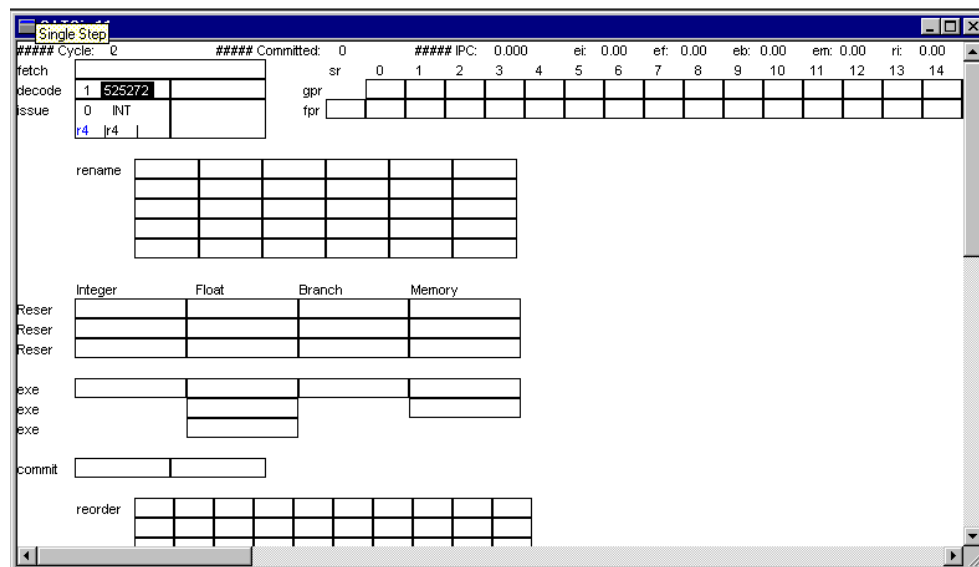 Single Step
##### Cycle: 2 ##### Committed: 0 ##### IPC: 0.000 ei: 0.00 ef: 0.00 eb: 0.00 em: 0.00 ri: 0.00
fetch sr 0 1 2 3 4 5 6 7 8 9 10 11 12 13 14
decode 1 525272 gpr
issue 0 INT fpr
r4 |r4 |
rename
Integer Float Branch Memory
Reser
Reser
Reser
exe
exe
exe
commit
reorder